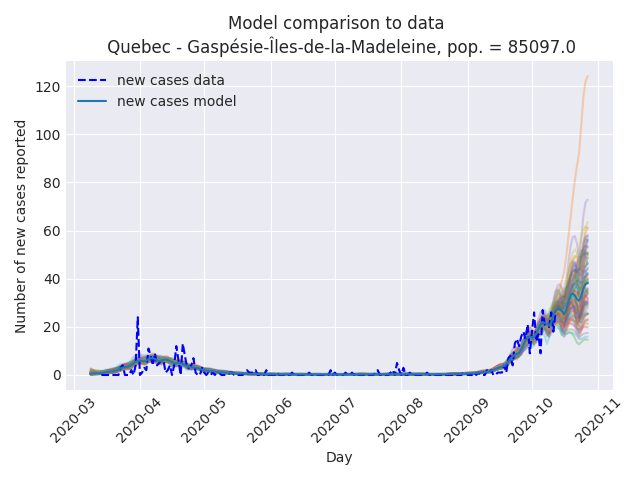 Model comparison to data
Quebec - Gaspésie-Îles-de-la-Madeleine, pop. = 85097.0
new cases data
new cases model
Number of new cases reported
120
100
80
60
40
20
0
2020-03
2020-04
2020-05
2020-06
2020-07
2020-08
2020-09
2020-10
2020-11
Day